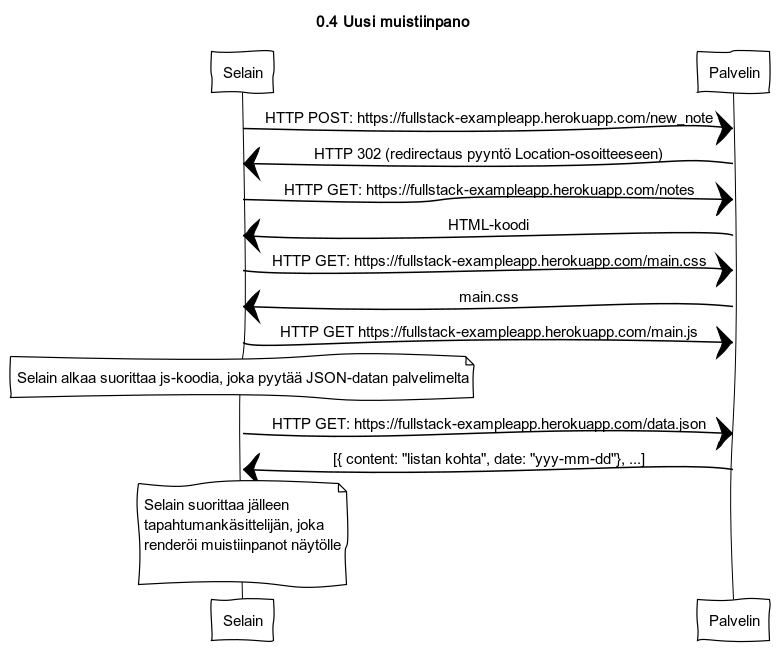 0.4 Uusi muistiinpano
Selain
Palvelin
HTTP POST: https://fullstack-exampleapp.herokuapp.com/new_note
HTTP 302 (redirectaus pyyntö Location-osoitteeseen)
HTTP GET: https://fullstack-exampleapp.herokuapp.com/notes
HTML-koodi
HTTP GET: https://fullstack-exampleapp.herokuapp.com/main.css
main.css
HTTP GET https://fullstack-exampleapp.herokuapp.com/main.js
Selain alkaa suorittaa js-koodia, joka pyytää JSON-datan palvelimelta
HTTP GET: https://fullstack-exampleapp.herokuapp.com/data.json
[{ content: "listan kohta", date: "yyy-mm-dd"}, ...]
Selain suorittaa jälleen
tapahtumankäsittelijän, joka
renderöi muistiinpanot näytölle
Selain
Palvelin